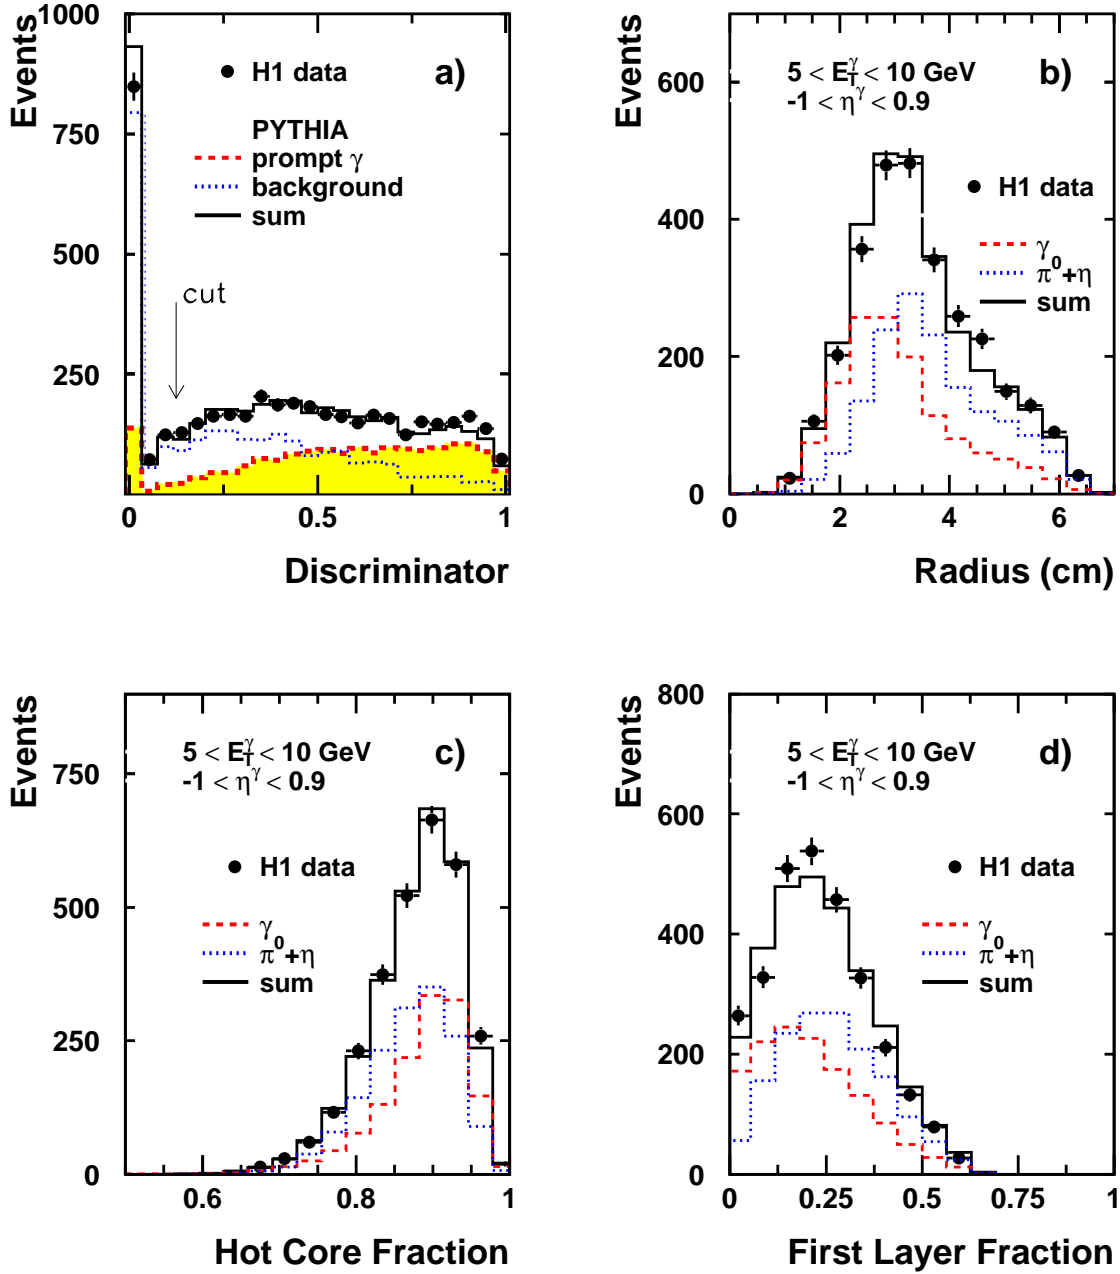 Events
1000
750
500
250
H1 data
a)
PYTHIA
prompt γ
background
sum
cut
0
0.5
1
Discriminator
Events
600
400
200
0
5 < E_T^γ < 10 GeV
-1 < η^γ < 0.9
b)
H1 data
γ_0
π^0+η
sum
0
2
4
6
Radius (cm)
Events
750
500
250
0
5 < E_T^γ < 10 GeV
-1 < η^γ < 0.9
c)
H1 data
γ_0
π^0+η
sum
0.6
0.8
1
Hot Core Fraction
Events
800
600
400
200
0
5 < E_T^γ < 10 GeV
-1 < η^γ < 0.9
d)
H1 data
γ_0
π^0+η
sum
0
0.25
0.5
0.75
1
First Layer Fraction